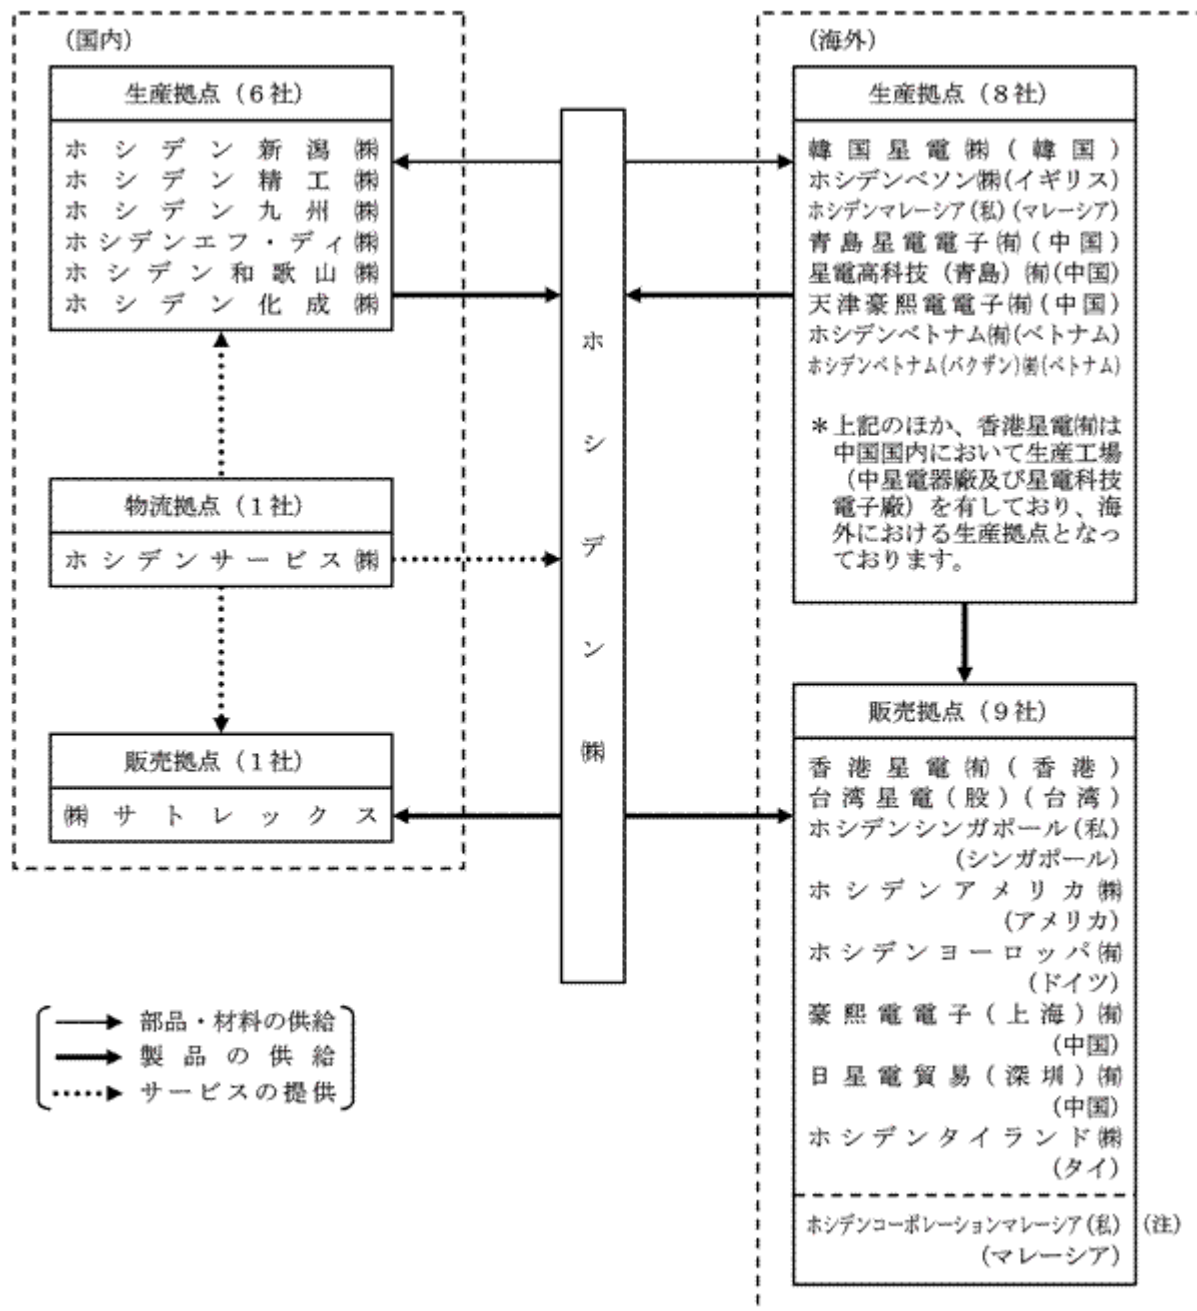 (国内)
生産拠点（6社）
ホシデン新潟㈱
ホシデン精工㈱
ホシデン九州㈱
ホシデンエフ・ディ㈱
ホシデン和歌山㈱
ホシデン化成㈱
物流拠点（1社）
ホシデンサービス㈱
販売拠点（1社）
㈱サトレックス
ホシデン㈱
(海外)
生産拠点（8社）
韓国星電㈱(韓国)
ホシデンベソン㈱(イギリス)
ホシデンマレーシア(私)(マレーシア)
青島星電電子㈲(中国)
星電高科技（青島）㈲(中国)
天津豪熙電電子㈲(中国)
ホシデンベトナム㈲(ベトナム)
ホシデンベトナム(バクザン)㈲(ベトナム)
＊上記のほか、香港星電㈲は
中国国内において生産工場
（中星電器廠及び星電科技
電子廠）を有しており、海
外における生産拠点となっ
ております。
販売拠点（9社）
香港星電㈲(香港)
台湾星電(股)(台湾)
ホシデンシンガポール(私)
(シンガポール)
ホシデンアメリカ㈱
(アメリカ)
ホシデンヨーロッパ㈲
(ドイツ)
豪熙電電子(上海)㈲
(中国)
日星電貿易(深圳)㈲
(中国)
ホシデンタイランド㈱
(タイ)
ホシデンコーポレーションマレーシア(私) (注)
(マレーシア)
部品・材料の供給
製品の供給
サービスの提供